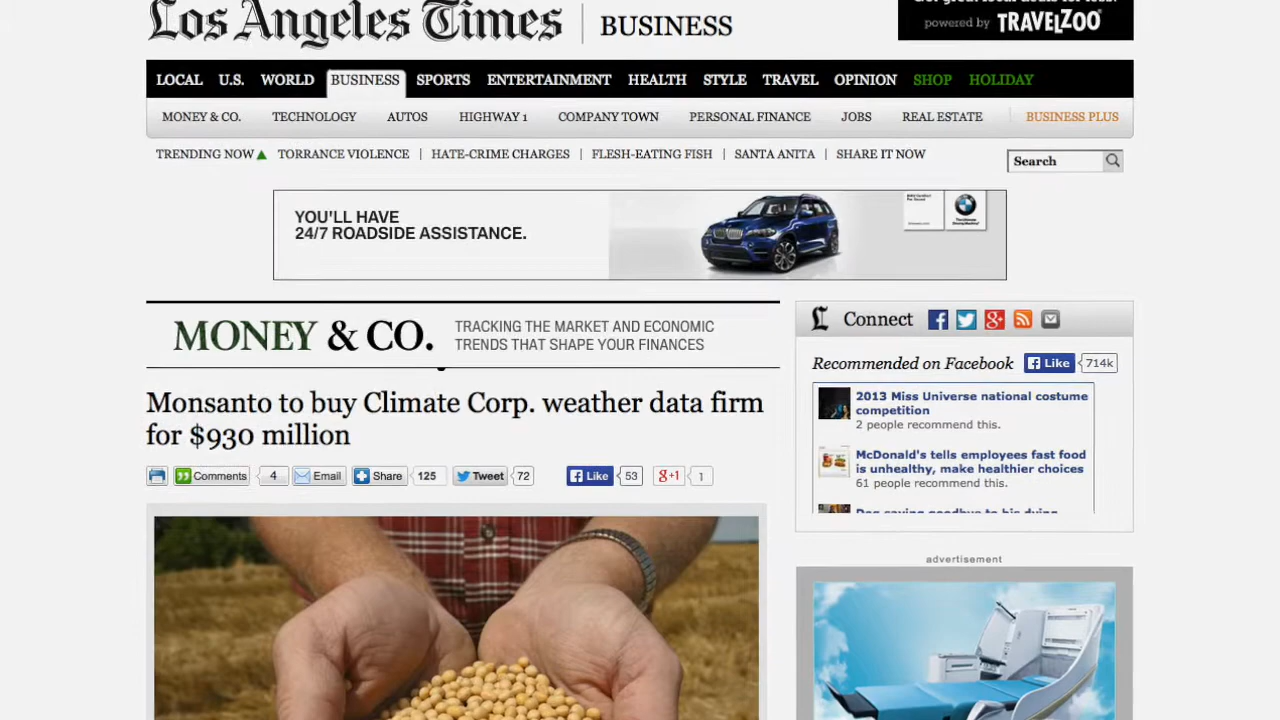 Los Angeles Times
BUSINESS
powered by TRAVELZOO
LOCAL U.S. WORLD BUSINESS SPORTS ENTERTAINMENT HEALTH STYLE TRAVEL OPINION SHOP HOLIDAY
MONEY & CO. TECHNOLOGY AUTOS HIGHWAY 1 COMPANY TOWN PERSONAL FINANCE JOBS REAL ESTATE BUSINESS PLUS
TRENDING NOW TORRANCE VIOLENCE HATE-CRIME CHARGES FLESH-EATING FISH SANTA ANITA SHARE IT NOW
Search
YOU'LL HAVE
24/7 ROADSIDE ASSISTANCE.
MONEY & CO.
TRACKING THE MARKET AND ECONOMIC
TRENDS THAT SHAPE YOUR FINANCES
Monsanto to buy Climate Corp. weather data firm
for $930 million
Comments 4 Email Share 125 Tweet 72 Like 53 +1 1
Connect
Recommended on Facebook Like 714k
2013 Miss Universe national costume
competition
2 people recommend this.
McDonald's tells employees fast food
is unhealthy, make healthier choices
61 people recommend this.
Dog saying goodbye to his dying
advertisement